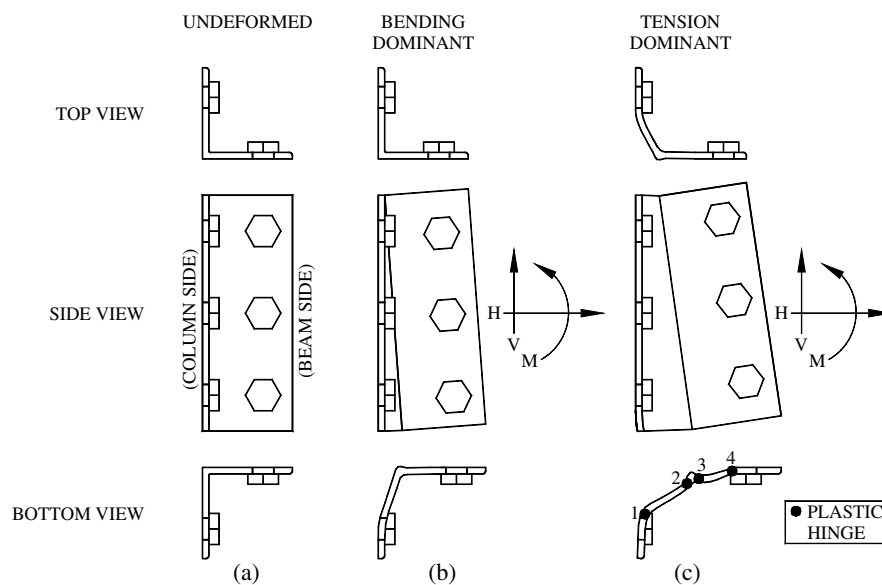 UNDEFORMED
BENDING
DOMINANT
TENSION
DOMINANT
TOP VIEW
SIDE VIEW
(COLUMN SIDE)
(BEAM SIDE)
H
V
M
H
V
M
BOTTOM VIEW
1
2
3
4
PLASTIC
HINGE
(a)
(b)
(c)